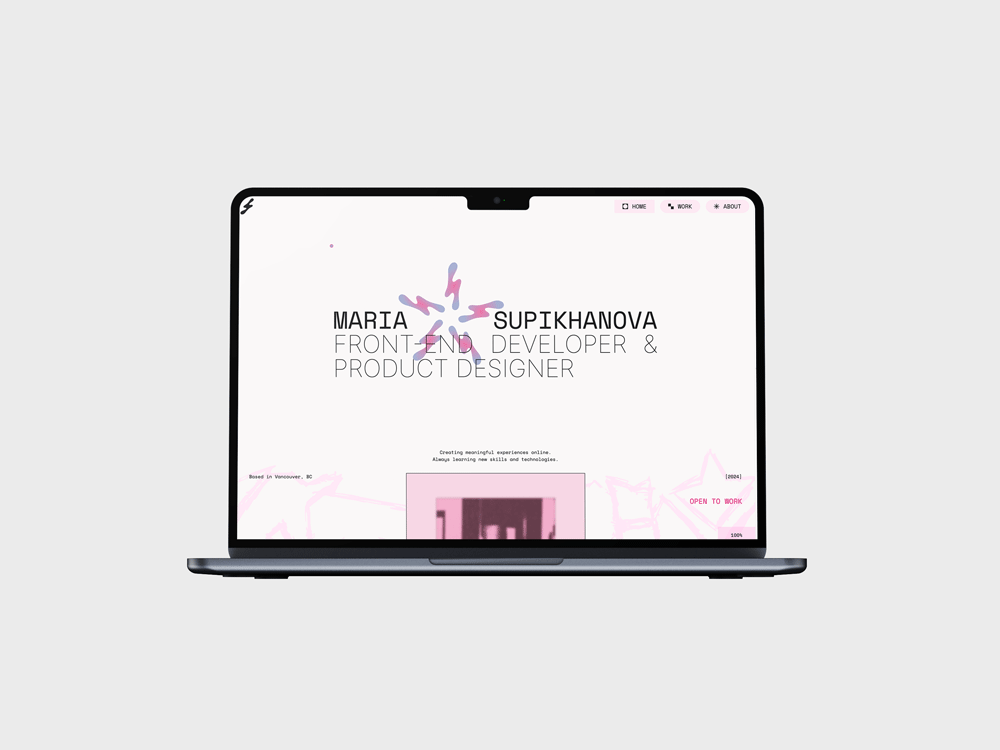 HOME WORK ABOUT
MARIA SUPIKHANOVA
FRONT-END DEVELOPER &
PRODUCT DESIGNER
Creating meaningful experiences online.
Always learning new skills and technologies.
Based in Vancouver, BC
[2024]
OPEN TO WORK
100%